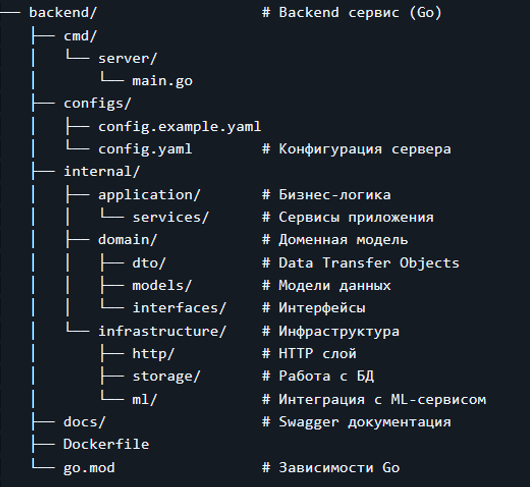 ── backend/                    # Backend сервис (Go)
    ├── cmd/
    │   └── server/
    │       └── main.go
    ├── configs/
    │   ├── config.example.yaml
    │   └── config.yaml        # Конфигурация сервера
    ├── internal/
    │   ├── application/       # Бизнес-логика
    │   │   └── services/      # Сервисы приложения
    │   ├── domain/            # Доменная модель
    │   │   ├── dto/           # Data Transfer Objects
    │   │   ├── models/        # Модели данных
    │   │   └── interfaces/    # Интерфейсы
    │   └── infrastructure/    # Инфраструктура
    │       ├── http/          # HTTP слой
    │       ├── storage/       # Работа с БД
    │       └── ml/            # Интеграция с ML-сервисом
    ├── docs/                  # Swagger документация
    ├── Dockerfile
    └── go.mod                 # Зависимости Go